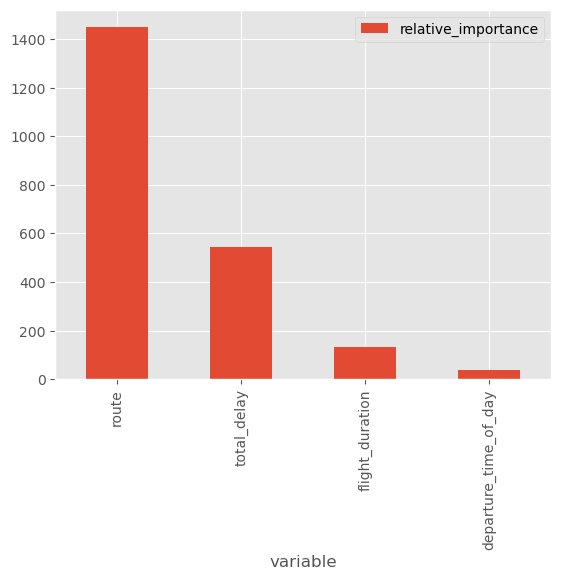 relative_importance
1400
1200
1000
800
600
400
200
0
route
total_delay
flight_duration
departure_time_of_day
variable